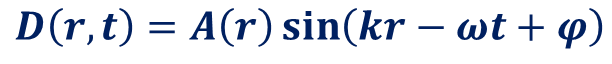 D(r, t) = A(r) sin(kr − ωt + φ)